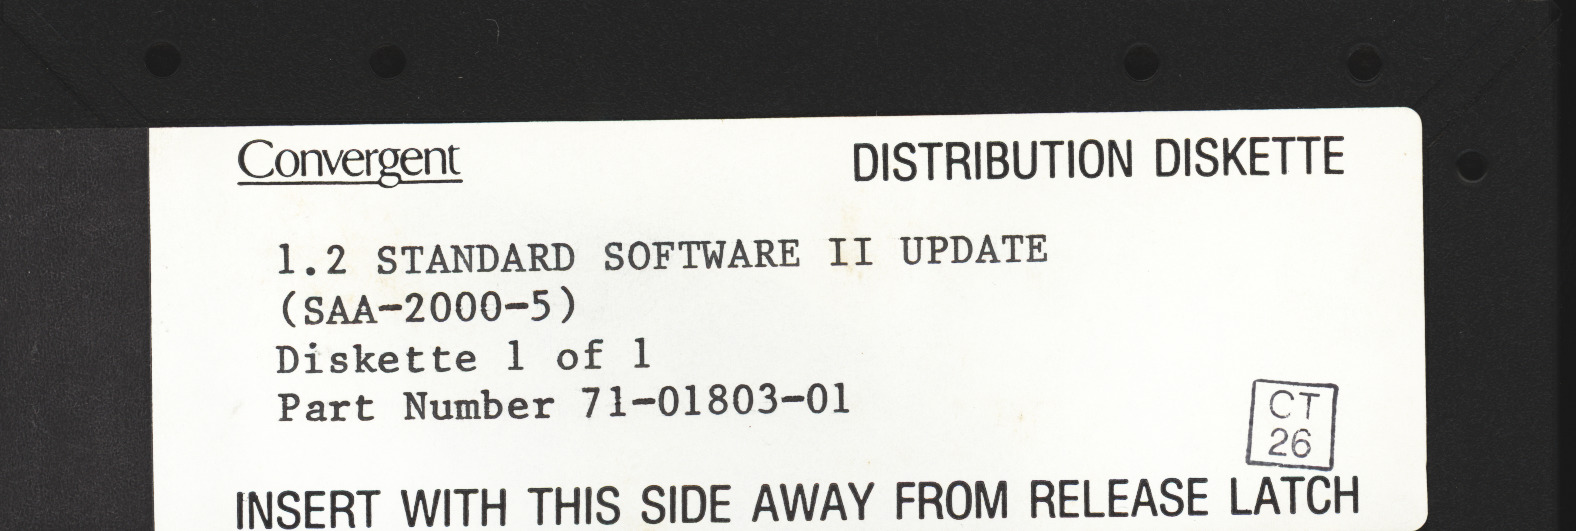 Convergent
DISTRIBUTION DISKETTE
1.2 STANDARD SOFTWARE II UPDATE
(SAA-2000-5)
Diskette 1 of 1
Part Number 71-01803-01
CT
26
INSERT WITH THIS SIDE AWAY FROM RELEASE LATCH